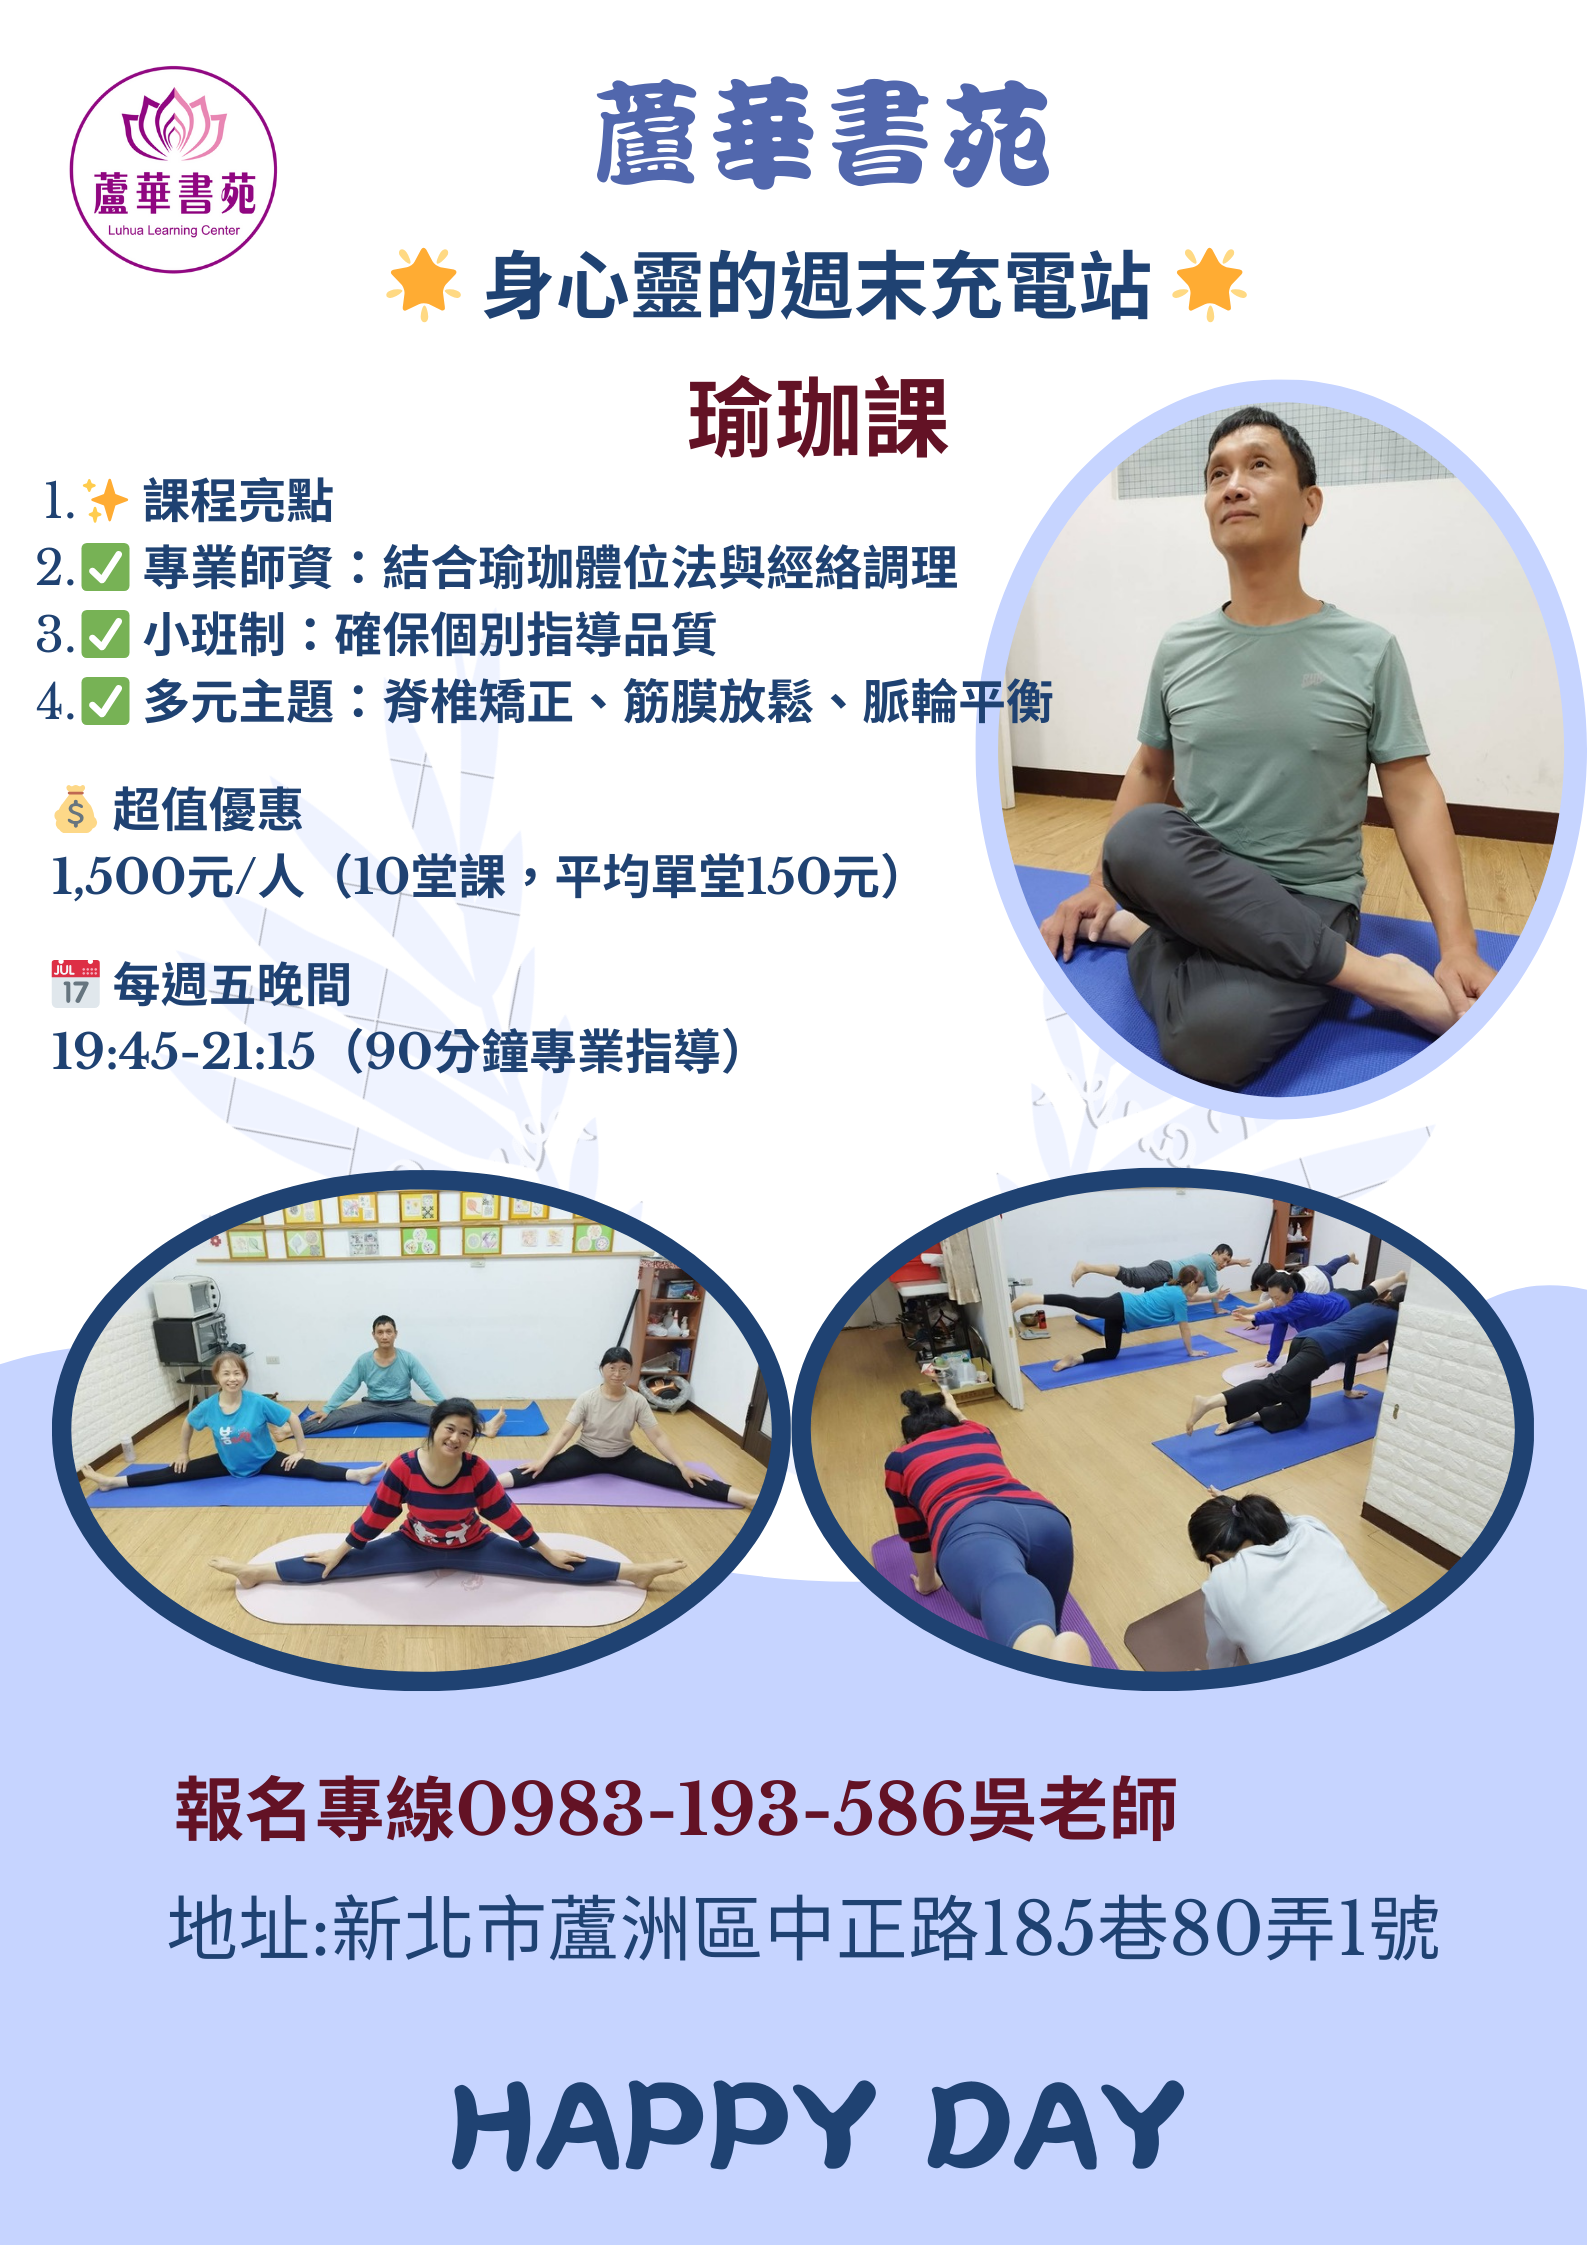 蘆華書苑
Luhua Learning Center
蘆華書苑
🌟 身心靈的週末充電站 🌟
瑜珈課
1.✨ 課程亮點
2.✅ 專業師資：結合瑜珈體位法與經絡調理
3.✅ 小班制：確保個別指導品質
4.✅ 多元主題：脊椎矯正、筋膜放鬆、脈輪平衡
💰 超值優惠
1,500元/人（10堂課，平均單堂150元）
📅 每週五晚間
19:45-21:15（90分鐘專業指導）
報名專線0983-193-586吳老師
地址:新北市蘆洲區中正路185巷80弄1號
HAPPY DAY